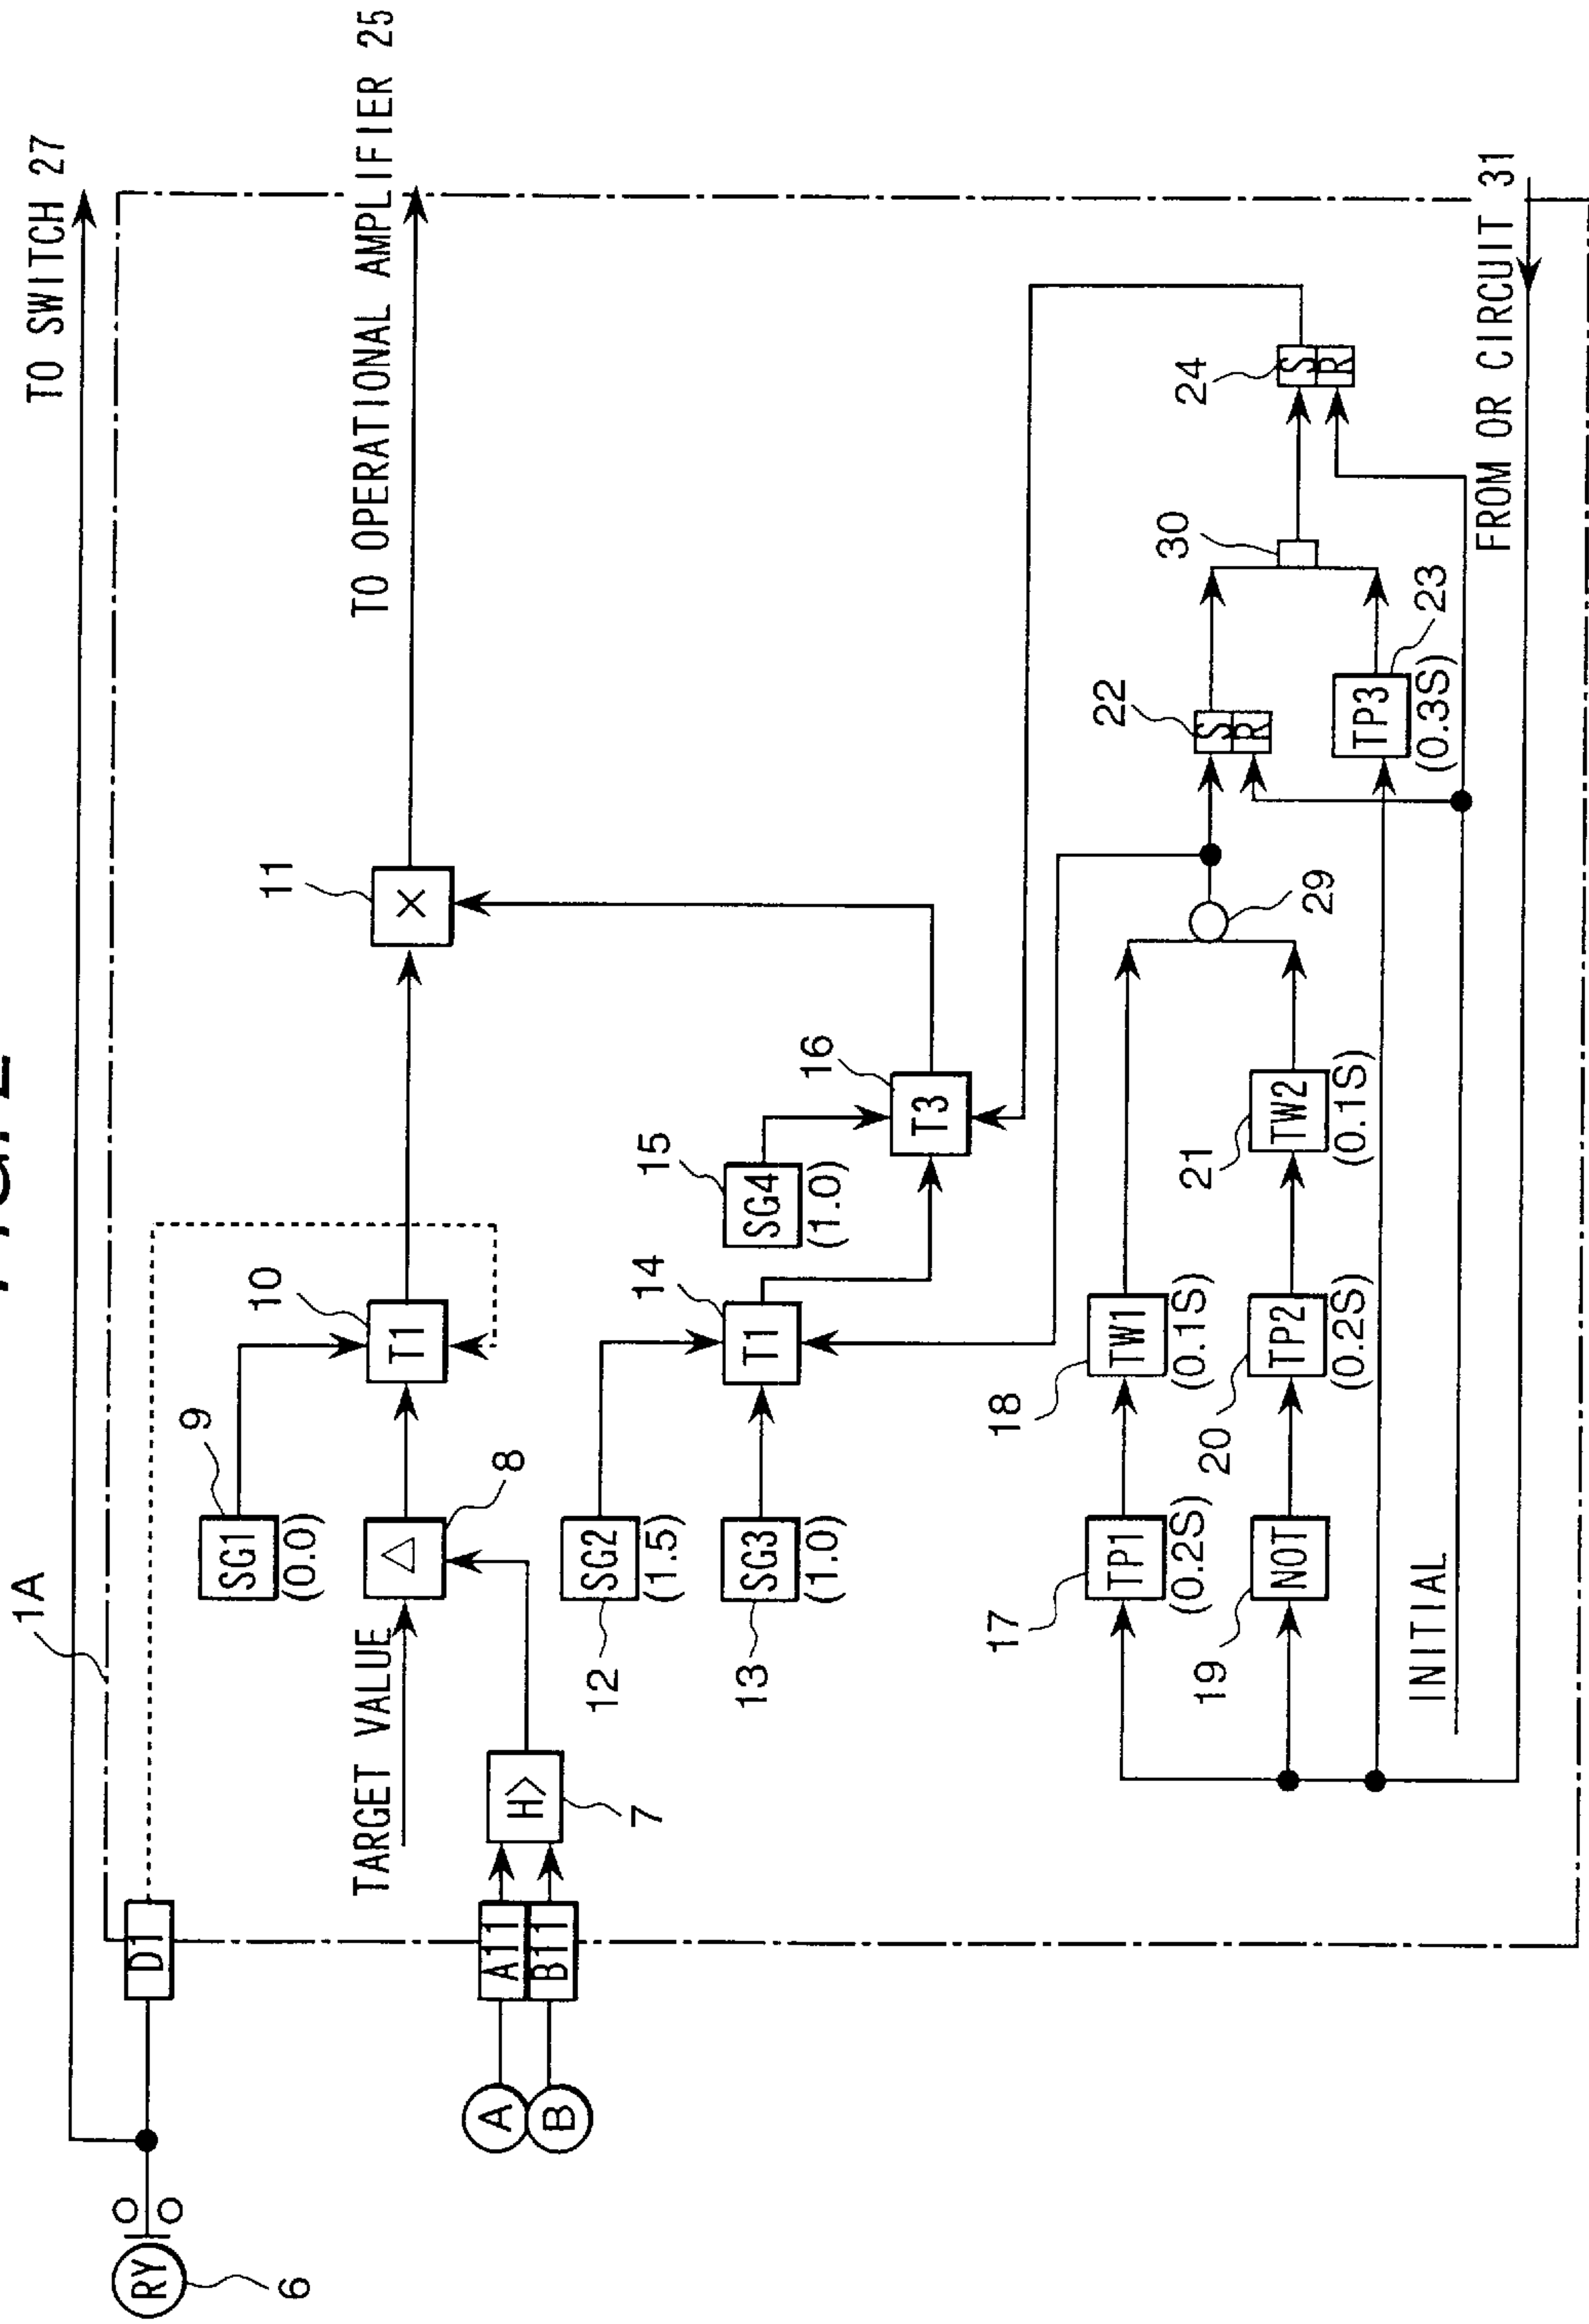 TO SWITCH 27
1A
D1
RY
6
TO OPERATIONAL AMPLIFIER 25
9
SG1
(0.0)
10
T1
11
×
TARGET VALUE
△
8
A
B
A11
B11
H>
7
12
SG2
(1.5)
13
SG3
(1.0)
14
T1
15
SG4
(1.0)
16
T3
17
TP1
(0.2S)
18
TW1
(0.1S)
19
NOT
20
TP2
(0.2S)
21
TW2
(0.1S)
29
22
S
R
30
TP3
23
(0.3S)
24
S
R
INITIAL
FROM OR CIRCUIT 31